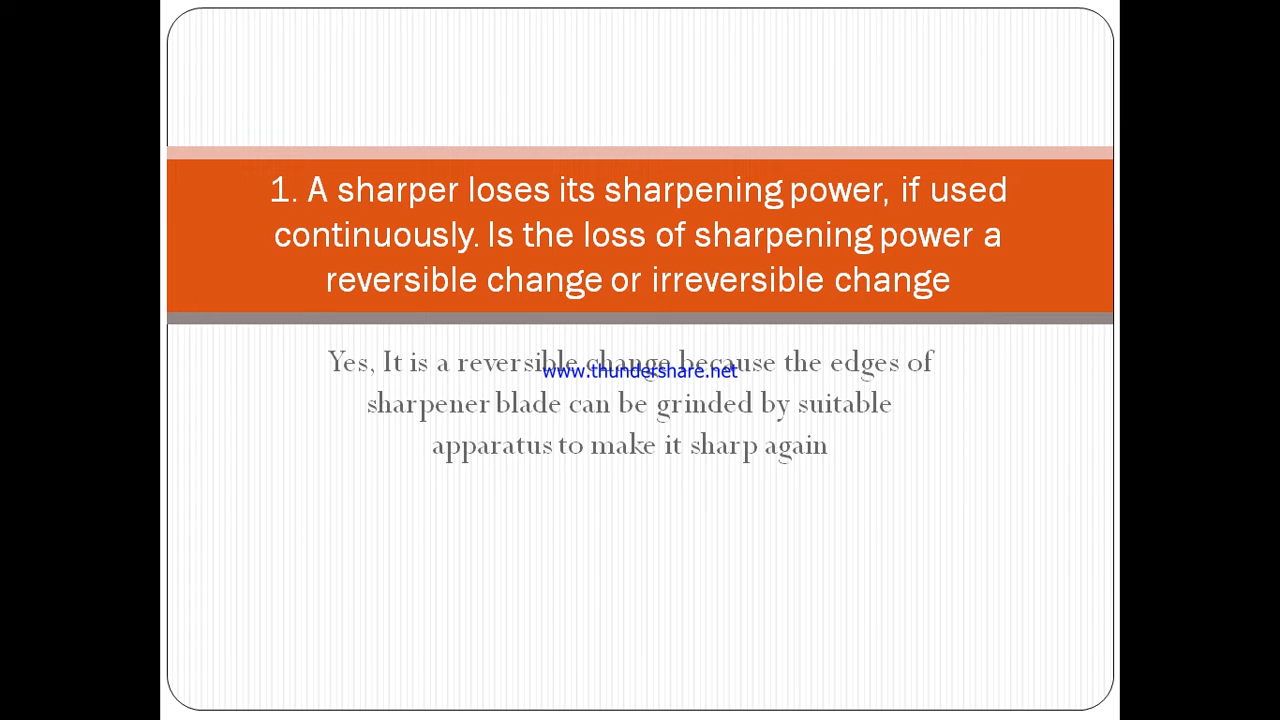 1. A sharper loses its sharpening power, if used
continuously. Is the loss of sharpening power a
reversible change or irreversible change
Yes, It is a reversible change because the edges of
www.thundershare.net
sharpener blade can be grinded by suitable
apparatus to make it sharp again